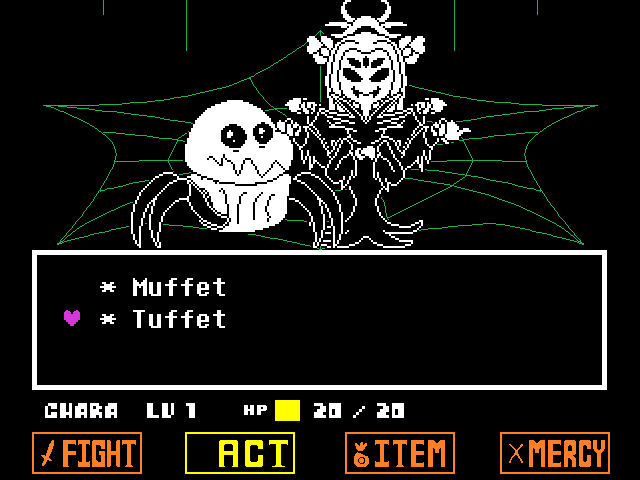 * Muffet
* Tuffet
CHARA LV 1 HP 20 / 20
FIGHT ACT ITEM MERCY